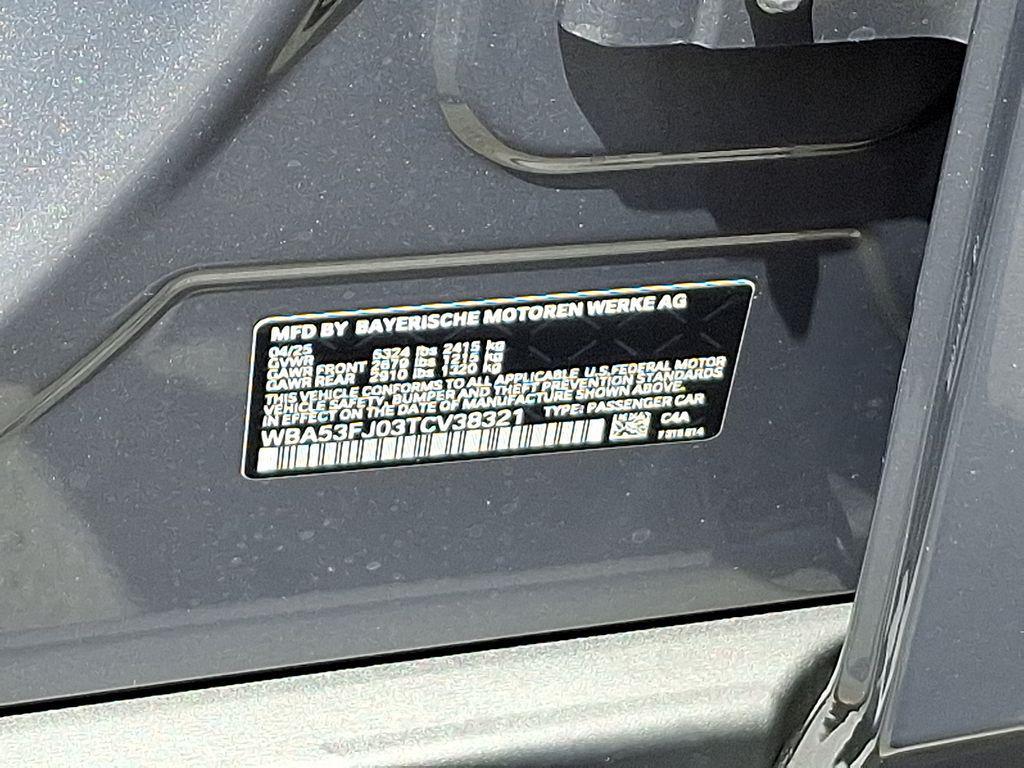 MFD BY BAYERISCHE MOTOREN WERKE AG
04/25
GVWR 5324 lbs 2415 kg
GAWR FRONT 2670 lbs 1215 kg
GAWR REAR 2910 lbs 1320 kg
THIS VEHICLE CONFORMS TO ALL APPLICABLE U.S.FEDERAL MOTOR
VEHICLE SAFETY, BUMPER AND THEFT PREVENTION STANDARDS
IN EFFECT ON THE DATE OF MANUFACTURE SHOWN ABOVE.
WBA53FJ03TCV38321 TYPE: PASSENGER CAR
C4A